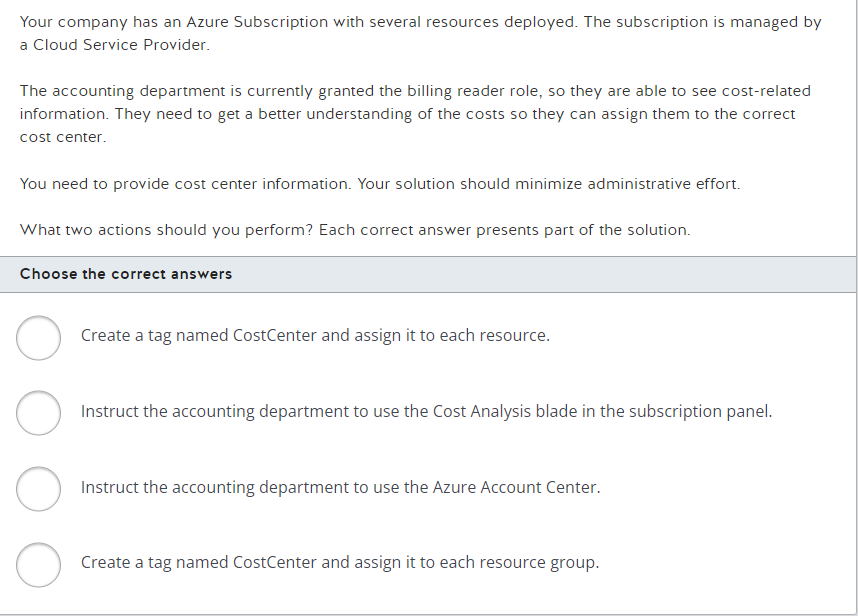 Your company has an Azure Subscription with several resources deployed. The subscription is managed by
a Cloud Service Provider.
The accounting department is currently granted the billing reader role, so they are able to see cost-related
information. They need to get a better understanding of the costs so they can assign them to the correct
cost center.
You need to provide cost center information. Your solution should minimize administrative effort.
What two actions should you perform? Each correct answer presents part of the solution.
Choose the correct answers
Create a tag named CostCenter and assign it to each resource.
Instruct the accounting department to use the Cost Analysis blade in the subscription panel.
Instruct the accounting department to use the Azure Account Center.
Create a tag named CostCenter and assign it to each resource group.